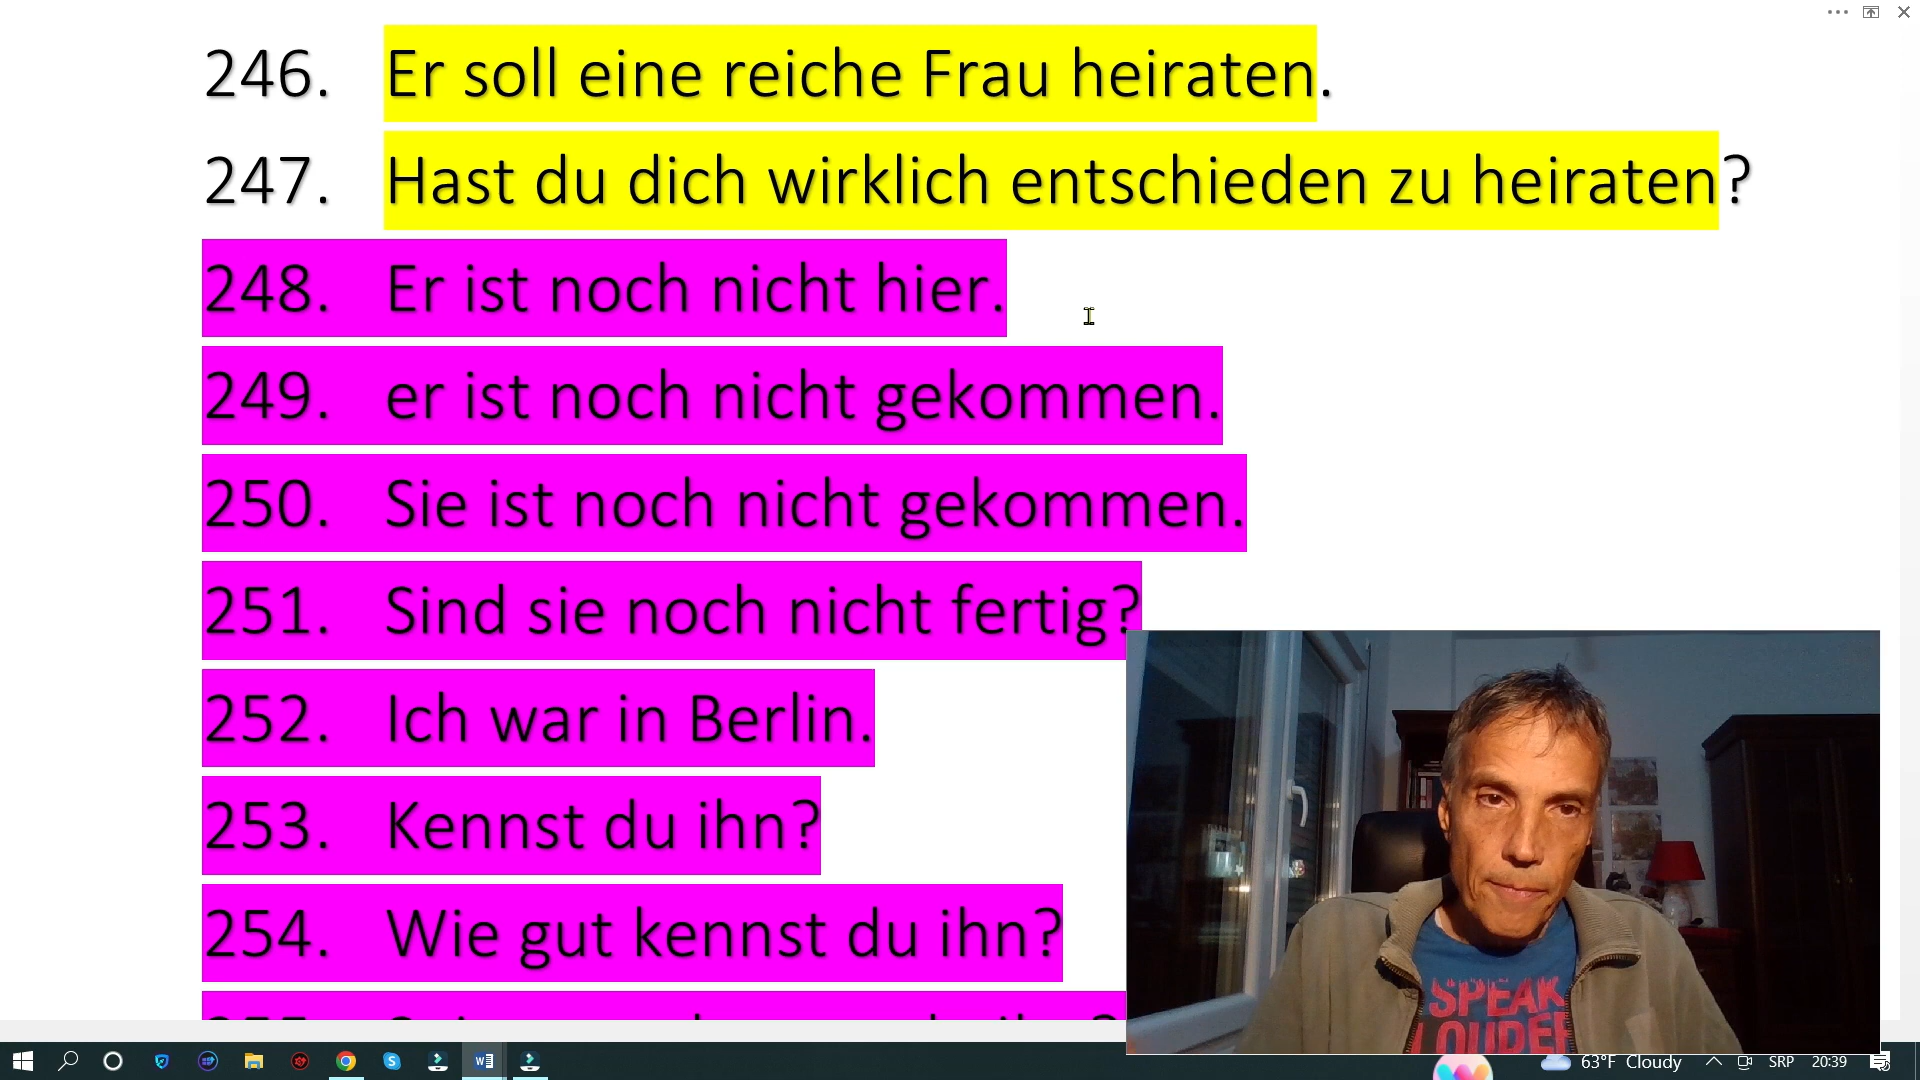 246. Er soll eine reiche Frau heiraten.
247. Hast du dich wirklich entschieden zu heiraten?
248. Er ist noch nicht hier.
249. er ist noch nicht gekommen.
250. Sie ist noch nicht gekommen.
251. Sind sie noch nicht fertig?
252. Ich war in Berlin.
253. Kennst du ihn?
254. Wie gut kennst du ihn?
SPEAK
LOUDER
63°F Cloudy
SRP
20:39